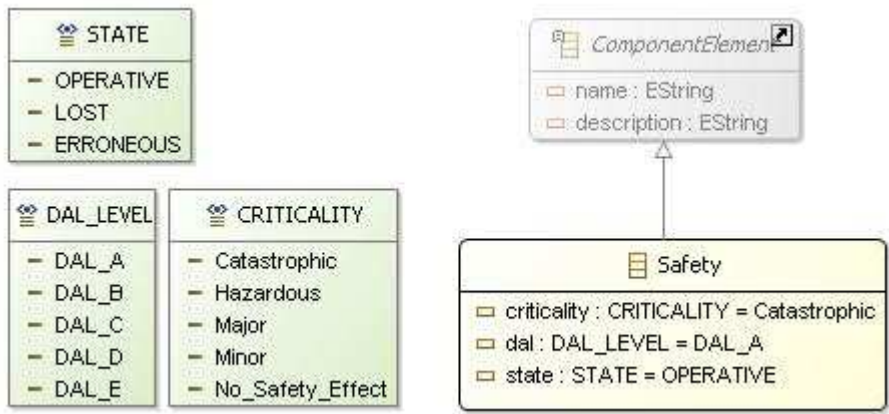 STATE
- OPERATIVE
- LOST
- ERRONEOUS
ComponentElement
name : EString
description : EString
DAL_LEVEL
- DAL_A
- DAL_B
- DAL_C
- DAL_D
- DAL_E
CRITICALITY
- Catastrophic
- Hazardous
- Major
- Minor
- No_Safety_Effect
Safety
criticality : CRITICALITY = Catastrophic
dal : DAL_LEVEL = DAL_A
state : STATE = OPERATIVE